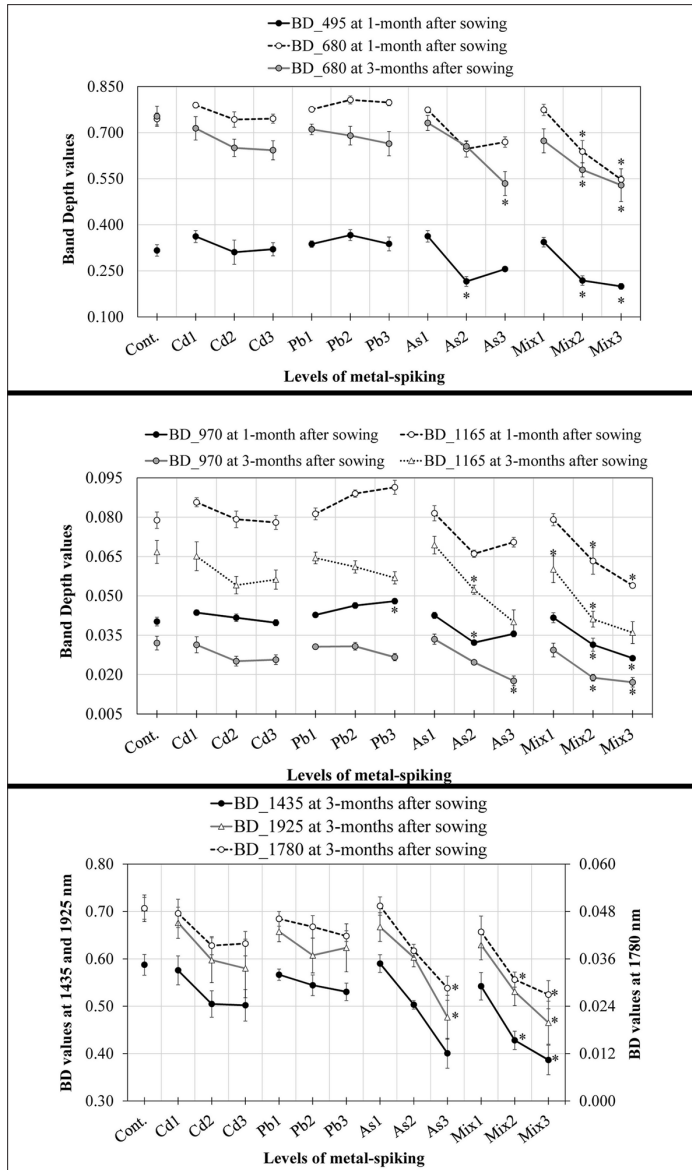 BD_495 at 1-month after sowing
BD_680 at 1-month after sowing
BD_680 at 3-months after sowing
0.850
0.700
0.550
0.400
0.250
0.100
Band Depth values
* * * * * * * *
Cont. Cd1 Cd2 Cd3 Pb1 Pb2 Pb3 As1 As2 As3 Mix1 Mix2 Mix3
Levels of metal-spiking
BD_970 at 1-month after sowing BD_1165 at 1-month after sowing
BD_970 at 3-months after sowing BD_1165 at 3-months after sowing
0.095
0.080
0.065
0.050
0.035
0.020
0.005
Band Depth values
* * * * * * * * * * * *
Cont. Cd1 Cd2 Cd3 Pb1 Pb2 Pb3 As1 As2 As3 Mix1 Mix2 Mix3
Levels of metal-spiking
BD_1435 at 3-months after sowing
BD_1925 at 3-months after sowing
BD_1780 at 3-months after sowing
0.80 0.060
0.70 0.048
0.60 0.036
0.50 0.024
0.40 0.012
0.30 0.000
BD values at 1435 and 1925 nm
BD values at 1780 nm
* * * * * * *
Cont. Cd1 Cd2 Cd3 Pb1 Pb2 Pb3 As1 As2 As3 Mix1 Mix2 Mix3
Levels of metal-spiking